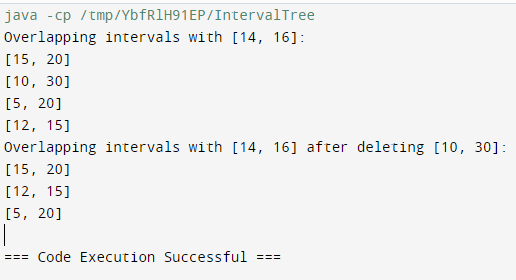 java -cp /tmp/YbfRlH91EP/IntervalTree
Overlapping intervals with [14, 16]:
[15, 20]
[10, 30]
[5, 20]
[12, 15]
Overlapping intervals with [14, 16] after deleting [10, 30]:
[15, 20]
[12, 15]
[5, 20]
=== Code Execution Successful ===